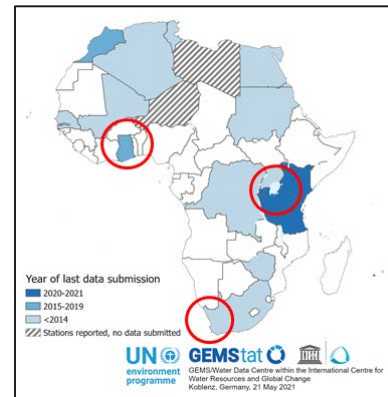 Year of last data submission
2020-2021
2015-2019
<2014
Stations reported, no data submitted
UN
environment
programme
GEMStat
GEMS/Water Data Centre within the International Centre for
Water Resources and Global Change
Koblenz, Germany, 21 May 2021